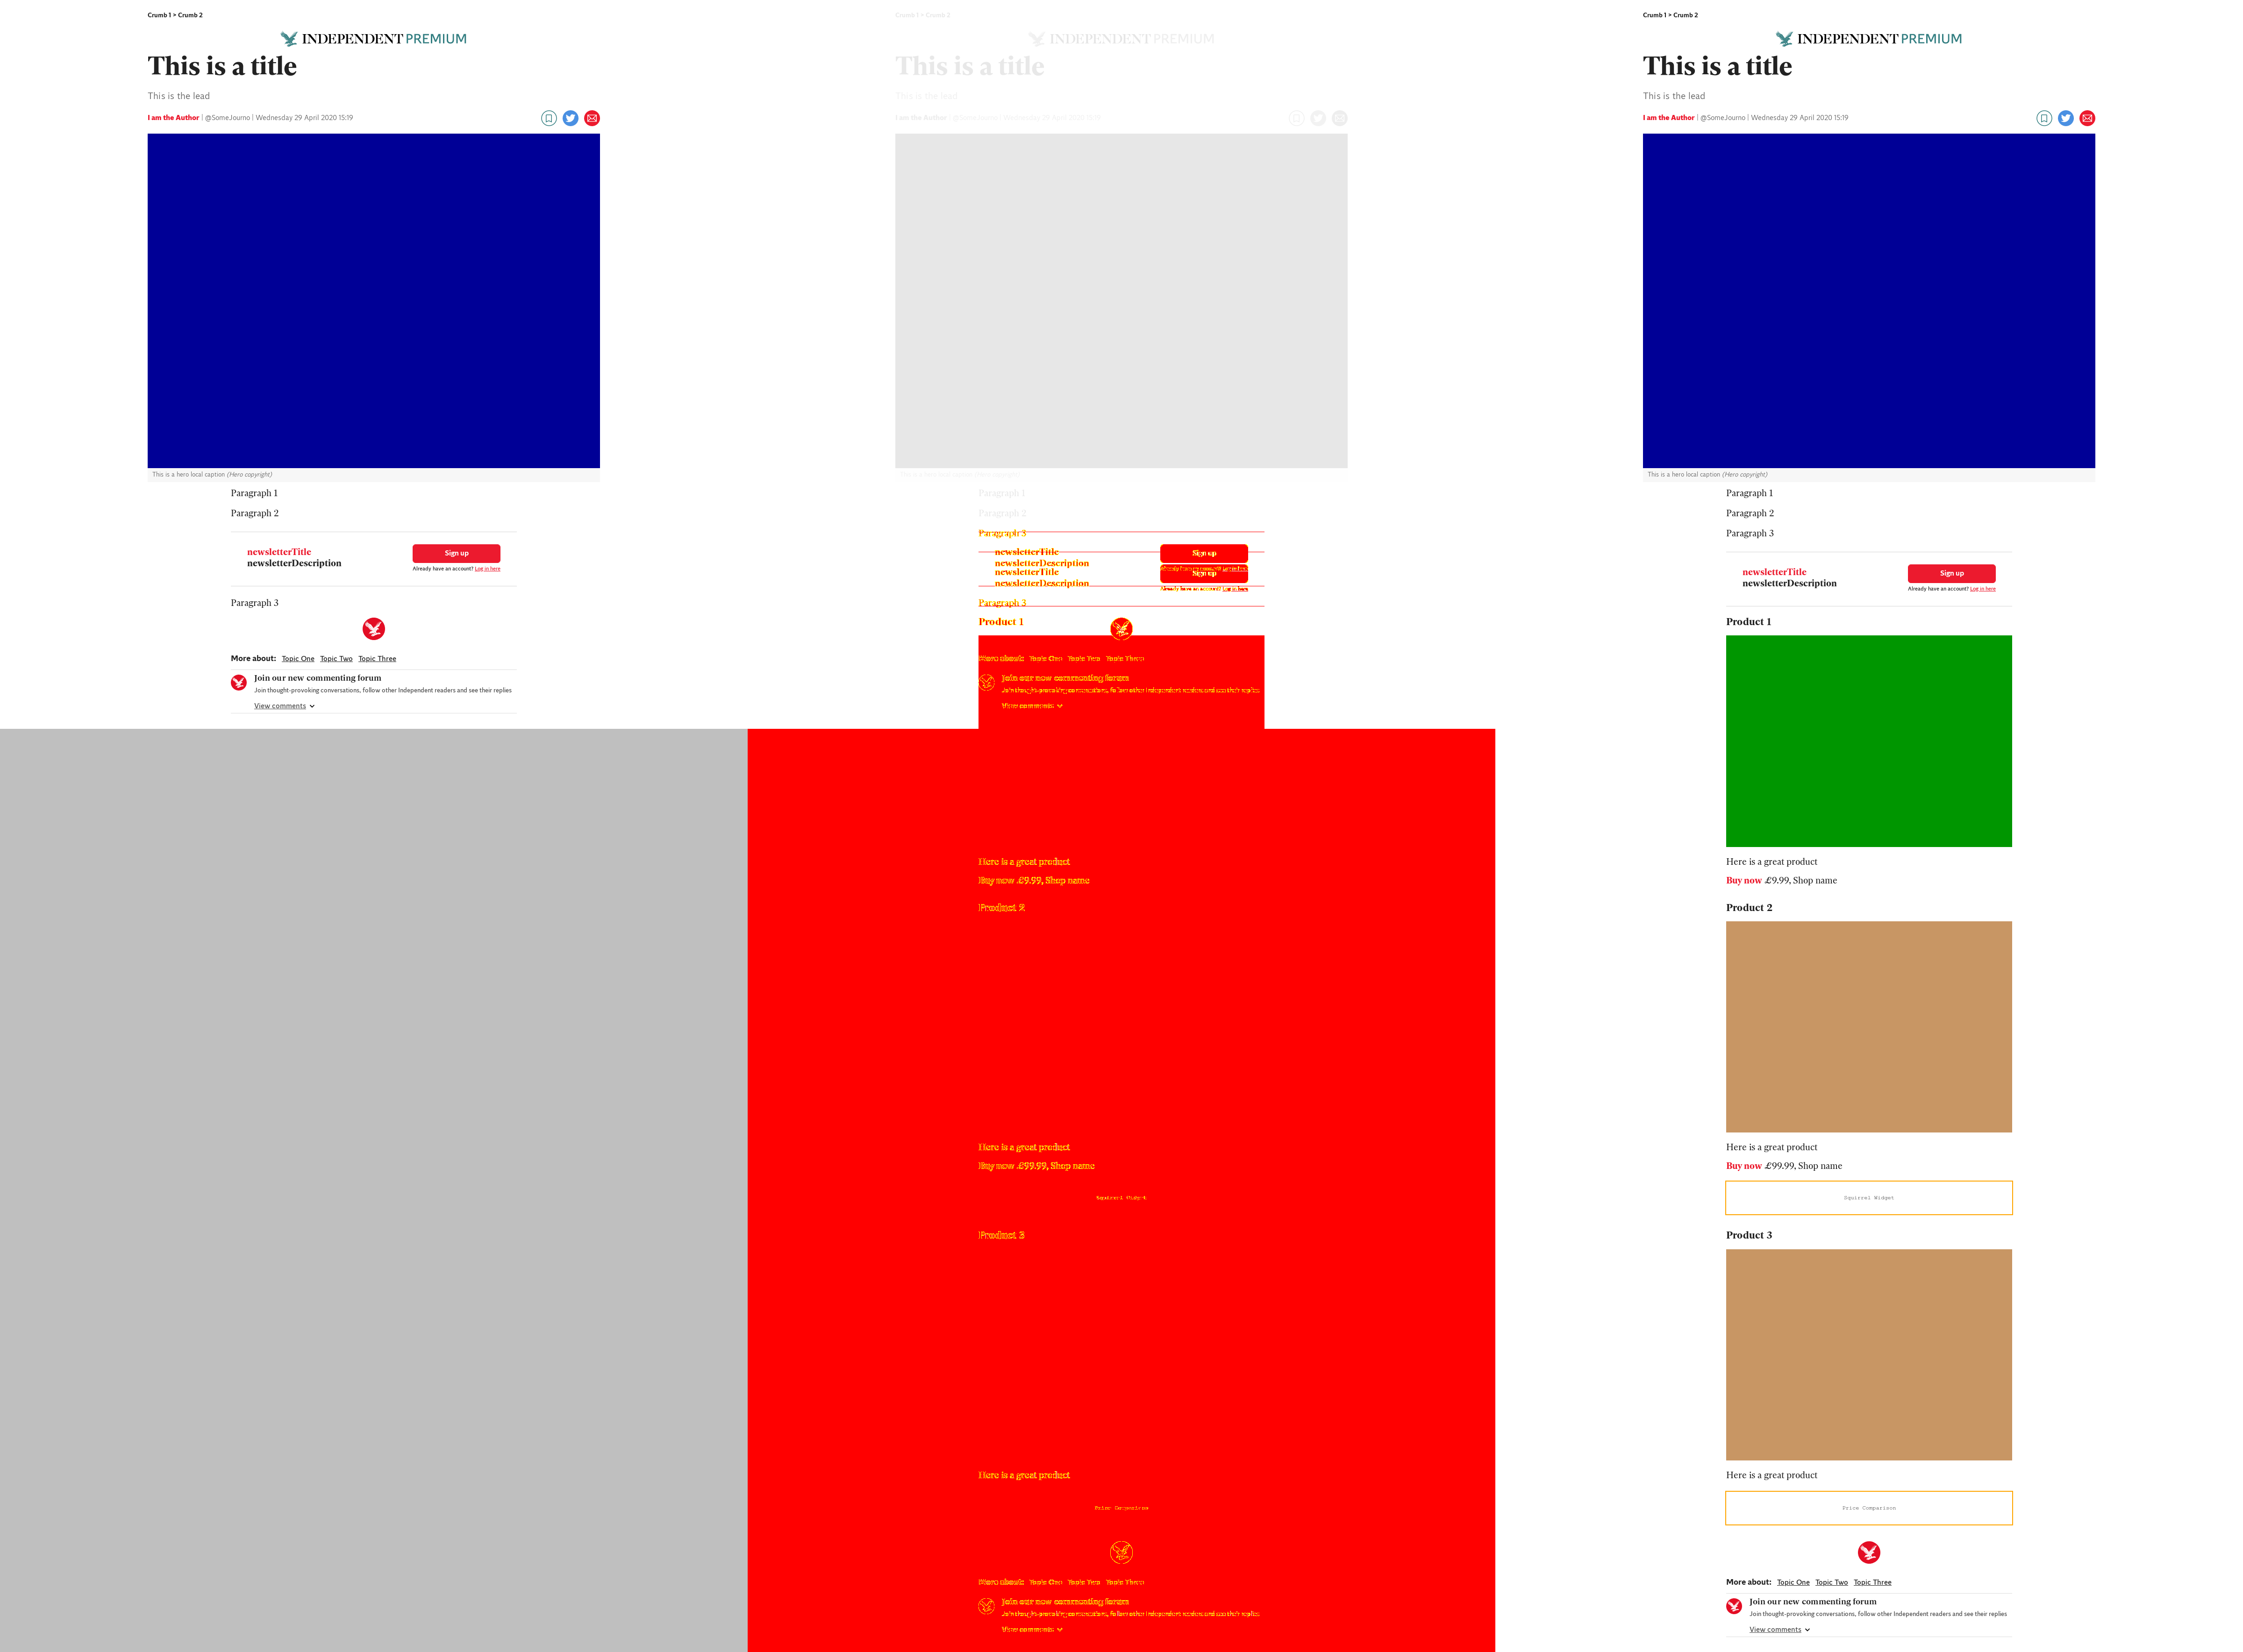 Crumb 1 > Crumb 2
INDEPENDENT PREMIUM
This is a title
This is the lead
I am the Author | @SomeJourno | Wednesday 29 April 2020 15:19
This is a hero local caption (Hero copyright)
Paragraph 1
Paragraph 2
newsletterTitle
newsletterDescription
Sign up
Already have an account? Log in here
Paragraph 3
More about: Topic One Topic Two Topic Three
Join our new commenting forum
Join thought-provoking conversations, follow other Independent readers and see their replies
View comments
Crumb 1 > Crumb 2
INDEPENDENT PREMIUM
This is a title
This is the lead
I am the Author | @SomeJourno | Wednesday 29 April 2020 15:19
This is a hero local caption (Hero copyright)
Paragraph 1
Paragraph 2
Paragraph 3
newsletterTitle
newsletterDescription
Sign up
Already have an account? Log in here
newsletterTitle
newsletterDescription
Sign up
Already have an account? Log in here
Paragraph 3
Product 1
More about: Topic One Topic Two Topic Three
Join our new commenting forum
Join thought-provoking conversations, follow other Independent readers and see their replies
View comments
Here is a great product
Buy now £9.99, Shop name
Product 2
Here is a great product
Buy now £99.99, Shop name
Squirrel Widget
Product 3
Here is a great product
Price Comparison
More about: Topic One Topic Two Topic Three
Join our new commenting forum
Join thought-provoking conversations, follow other Independent readers and see their replies
View comments
Crumb 1 > Crumb 2
INDEPENDENT PREMIUM
This is a title
This is the lead
I am the Author | @SomeJourno | Wednesday 29 April 2020 15:19
This is a hero local caption (Hero copyright)
Paragraph 1
Paragraph 2
Paragraph 3
newsletterTitle
newsletterDescription
Sign up
Already have an account? Log in here
Product 1
Here is a great product
Buy now £9.99, Shop name
Product 2
Here is a great product
Buy now £99.99, Shop name
Squirrel Widget
Product 3
Here is a great product
Price Comparison
More about: Topic One Topic Two Topic Three
Join our new commenting forum
Join thought-provoking conversations, follow other Independent readers and see their replies
View comments